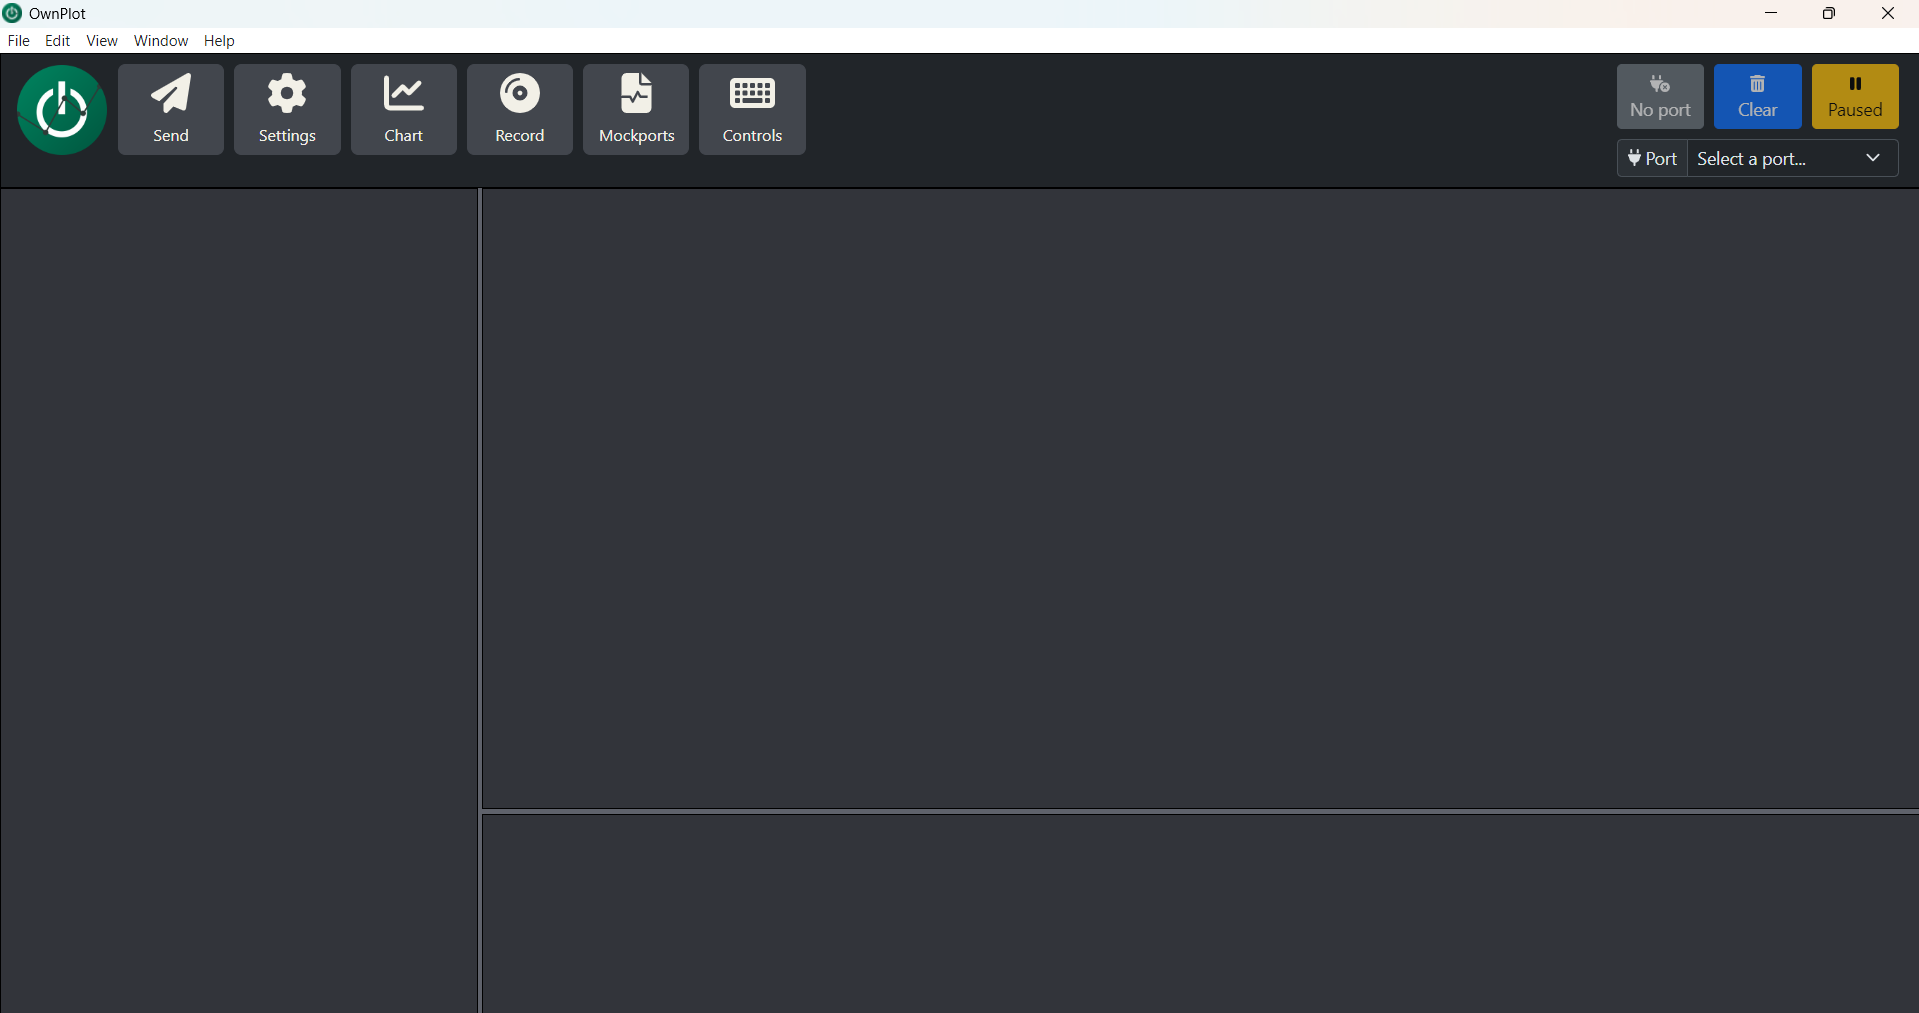 OwnPlot
File Edit View Window Help
Send Settings Chart Record Mockports Controls
No port Clear Paused
Port Select a port...